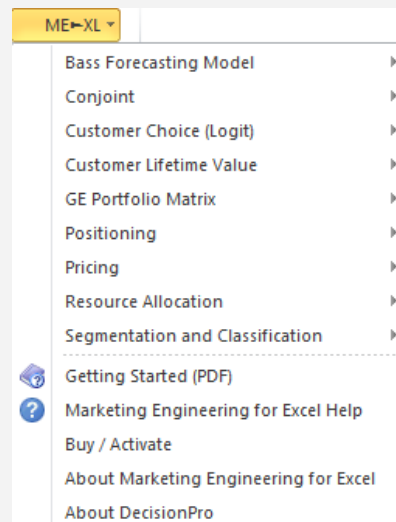 ME►XL
Bass Forecasting Model
Conjoint
Customer Choice (Logit)
Customer Lifetime Value
GE Portfolio Matrix
Positioning
Pricing
Resource Allocation
Segmentation and Classification
Getting Started (PDF)
Marketing Engineering for Excel Help
Buy / Activate
About Marketing Engineering for Excel
About DecisionPro